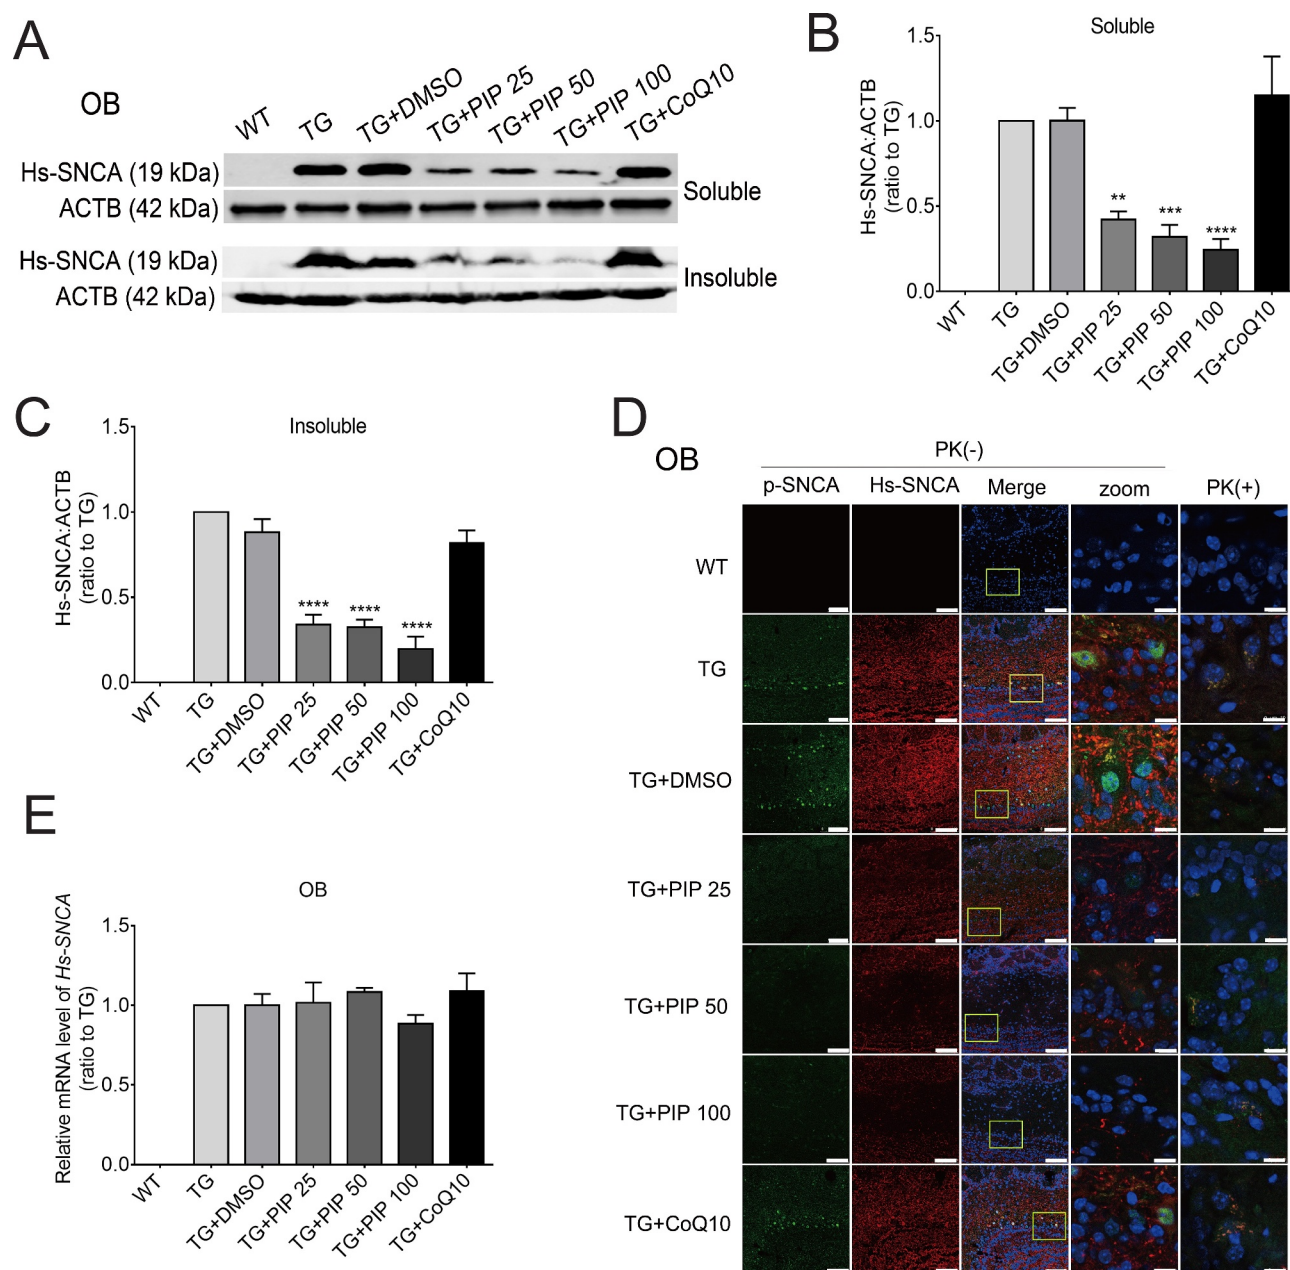 A
OB
WT
TG
TG+DMSO
TG+PIP 25
TG+PIP 50
TG+PIP 100
TG+CoQ10
Hs-SNCA (19 kDa)
ACTB (42 kDa)
Soluble
Hs-SNCA (19 kDa)
ACTB (42 kDa)
Insoluble
B
Soluble
Hs-SNCA:ACTB
(ratio to TG)
1.5
1.0
0.5
0.0
**
***
****
WT
TG
TG+DMSO
TG+PIP 25
TG+PIP 50
TG+PIP 100
TG+CoQ10
C
Insoluble
Hs-SNCA:ACTB
(ratio to TG)
1.5
1.0
0.5
0.0
****
****
****
WT
TG
TG+DMSO
TG+PIP 25
TG+PIP 50
TG+PIP 100
TG+CoQ10
D
OB
PK(-)
p-SNCA
Hs-SNCA
Merge
zoom
PK(+)
WT
TG
TG+DMSO
TG+PIP 25
TG+PIP 50
TG+PIP 100
TG+CoQ10
E
OB
Relative mRNA level of Hs-SNCA
(ratio to TG)
1.5
1.0
0.5
0.0
WT
TG
TG+DMSO
TG+PIP 25
TG+PIP 50
TG+PIP 100
TG+CoQ10